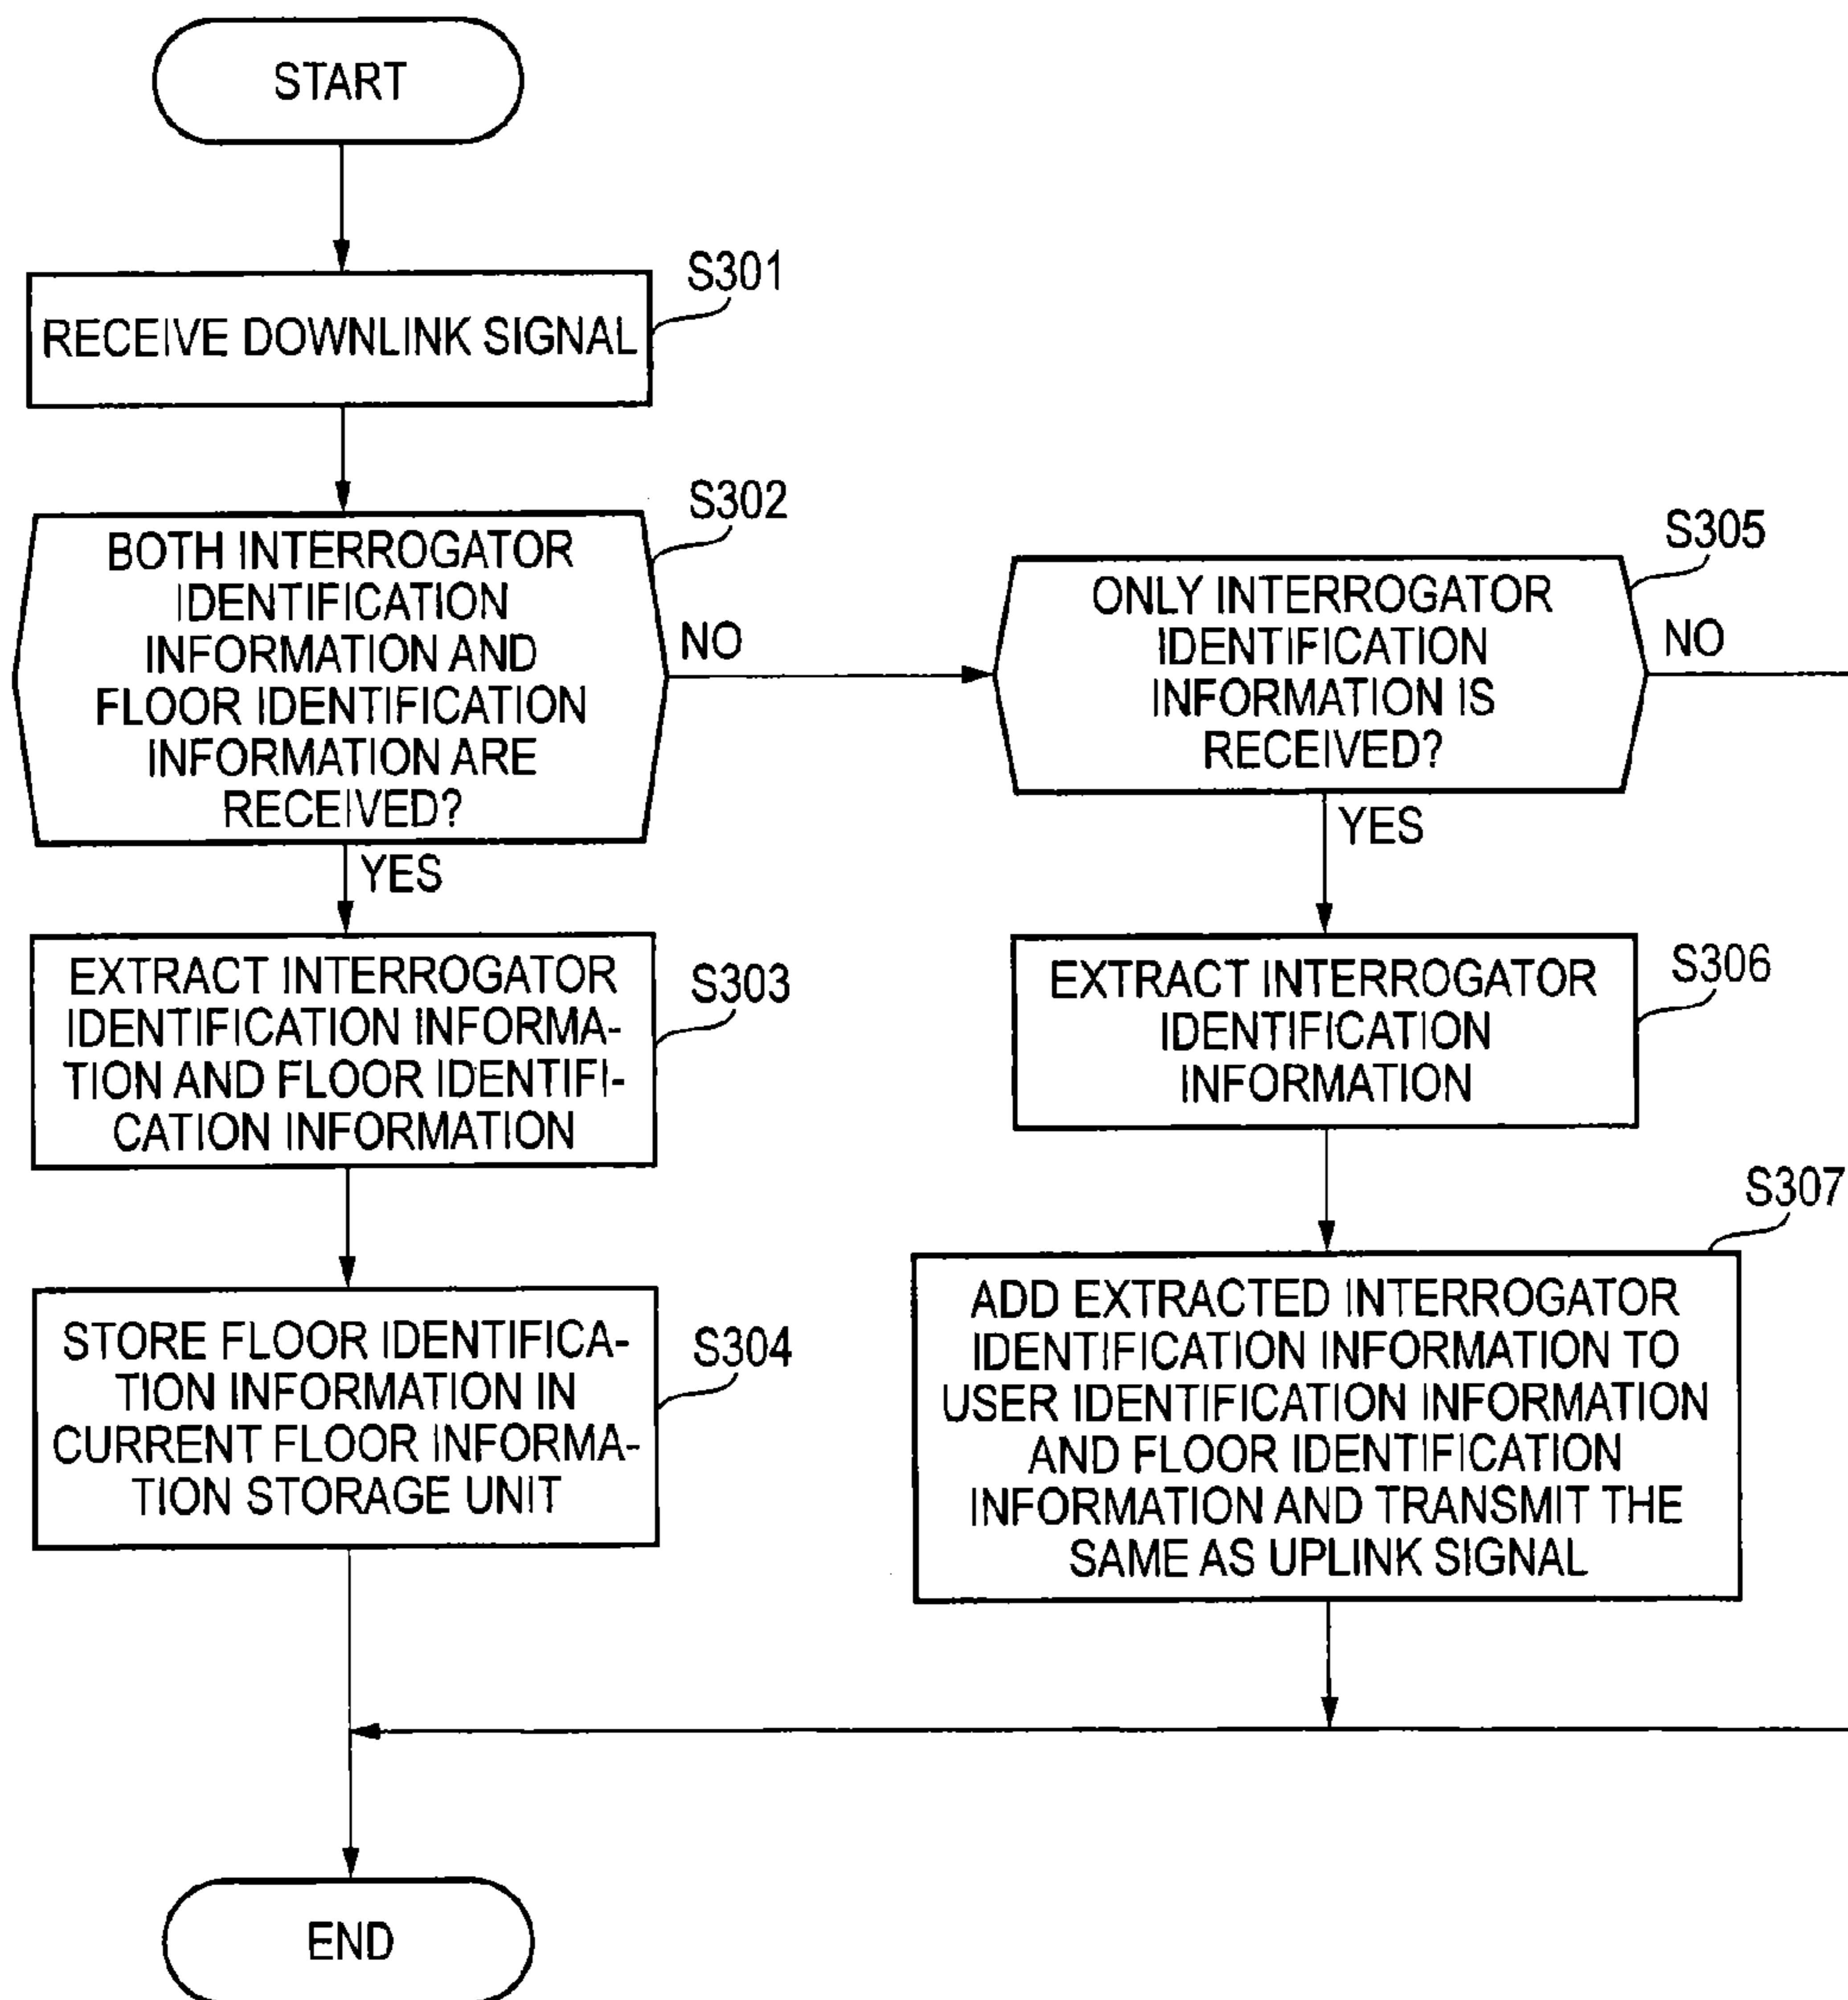 START
S301
RECEIVE DOWNLINK SIGNAL
S302
BOTH INTERROGATOR
IDENTIFICATION
INFORMATION AND
FLOOR IDENTIFICATION
INFORMATION ARE
RECEIVED?
NO
YES
S303
EXTRACT INTERROGATOR
IDENTIFICATION INFORMA-
TION AND FLOOR IDENTIFI-
CATION INFORMATION
S304
STORE FLOOR IDENTIFICA-
TION INFORMATION IN
CURRENT FLOOR INFORMA-
TION STORAGE UNIT
S305
ONLY INTERROGATOR
IDENTIFICATION
INFORMATION IS
RECEIVED?
NO
YES
S306
EXTRACT INTERROGATOR
IDENTIFICATION
INFORMATION
S307
ADD EXTRACTED INTERROGATOR
IDENTIFICATION INFORMATION TO
USER IDENTIFICATION INFORMATION
AND FLOOR IDENTIFICATION
INFORMATION AND TRANSMIT THE
SAME AS UPLINK SIGNAL
END